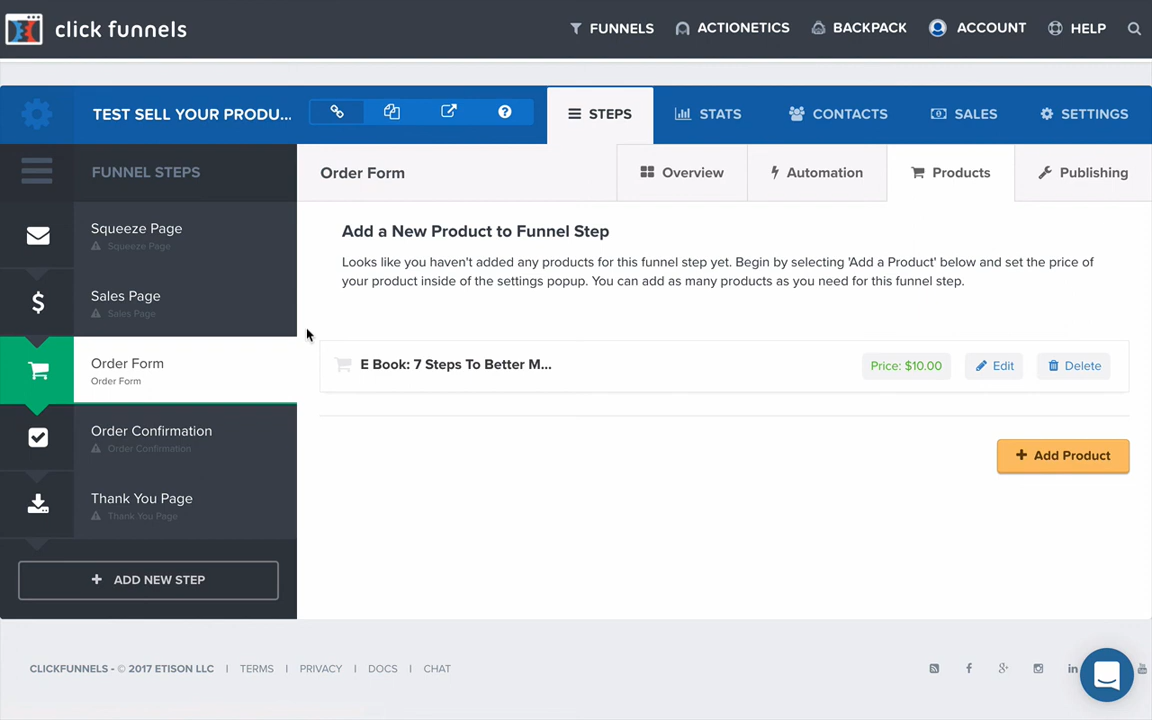 click funnels
FUNNELS
ACTIONETICS
BACKPACK
ACCOUNT
HELP
TEST SELL YOUR PRODU...
STEPS
STATS
CONTACTS
SALES
SETTINGS
FUNNEL STEPS
Order Form
Overview
Automation
Products
Publishing
Squeeze Page
Squeeze Page
Sales Page
Sales Page
Order Form
Order Form
Order Confirmation
Order Confirmation
Thank You Page
Thank You Page
+ ADD NEW STEP
Add a New Product to Funnel Step
Looks like you haven't added any products for this funnel step yet. Begin by selecting 'Add a Product' below and set the price of
your product inside of the settings popup. You can add as many products as you need for this funnel step.
E Book: 7 Steps To Better M...
Price: $10.00
Edit
Delete
+ Add Product
CLICKFUNNELS - © 2017 ETISON LLC | TERMS | PRIVACY | DOCS | CHAT